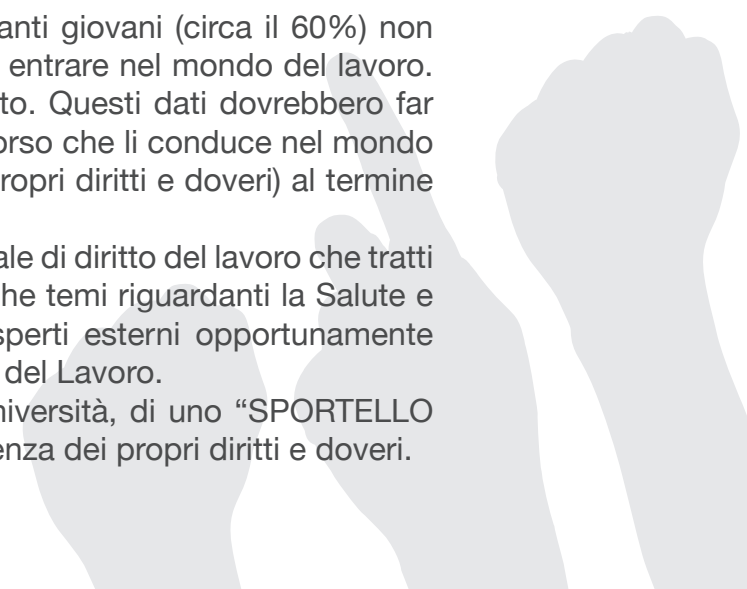 anti giovani (circa il 60%) non
entrare nel mondo del lavoro.
to. Questi dati dovrebbero far
orso che li conduce nel mondo
ropri diritti e doveri) al termine
ale di diritto del lavoro che tratti
he temi riguardanti la Salute e
sperti esterni opportunamente
del Lavoro.
niversità, di uno “SPORTELLO
enza dei propri diritti e doveri.